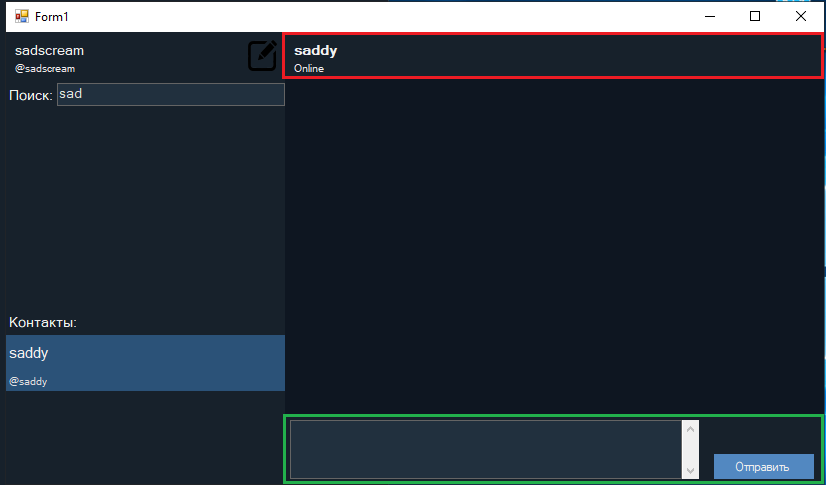 Form1
sadscream
@sadscream
saddy
Online
Поиск: sad
Контакты:
saddy
@saddy
Отправить